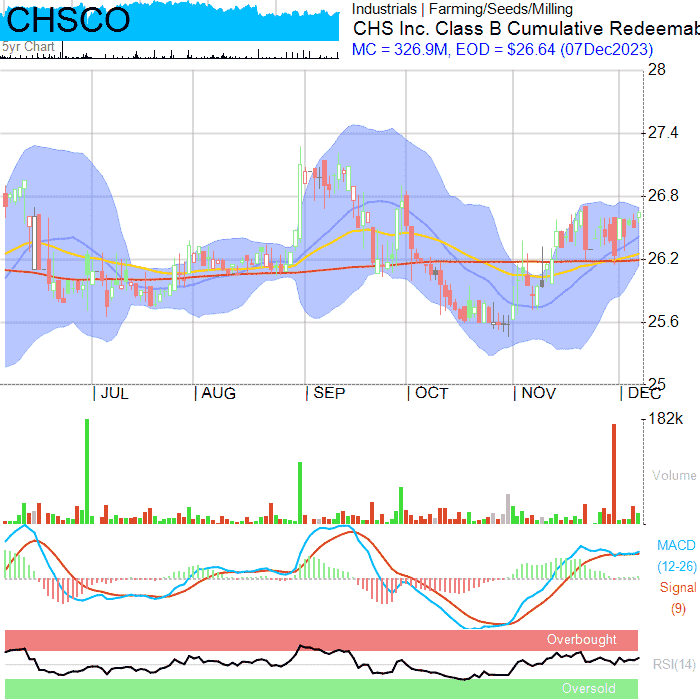 CHSCO
5yr Chart
Industrials | Farming/Seeds/Milling
CHS Inc. Class B Cumulative Redeemab
MC = 326.9M, EOD = $26.64 (07Dec2023)
28
27.4
26.8
26.2
25.6
25
| JUL | AUG | SEP | OCT | NOV | DEC
182k
Volume
MACD
(12-26)
Signal
(9)
Overbought
RSI(14)
Oversold